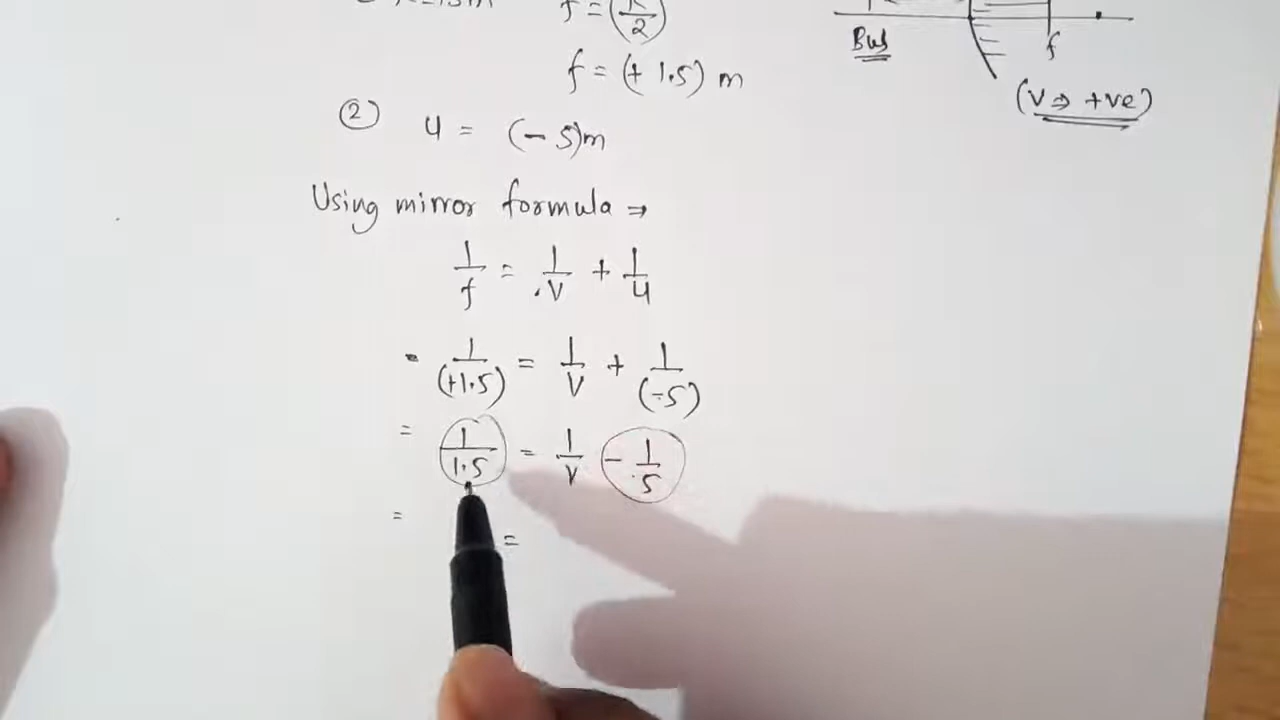 f = (R/2)
f = (+ 1.5) m
② u = (- 5)m
Using mirror formula ⇒
1/f = 1/v + 1/u
1/(+1.5) = 1/v + 1/(-5)
= 1/1.5 = 1/v - 1/5
= =
Bus
f
(V ⇒ +ve)